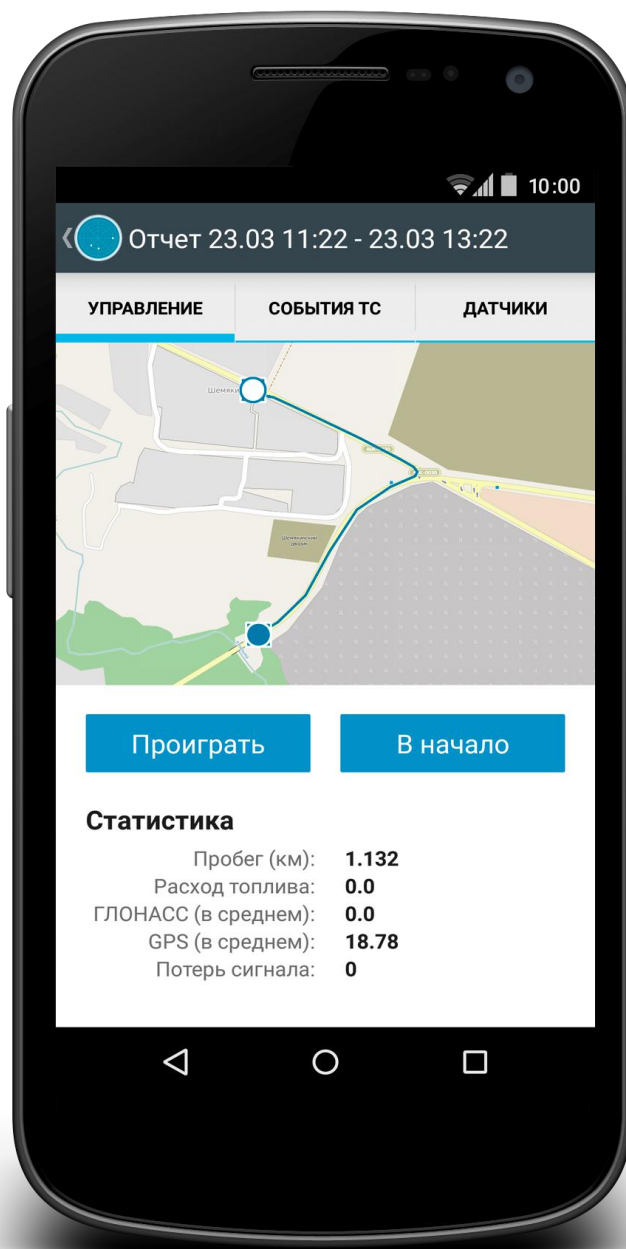 10:00
Отчет 23.03 11:22 - 23.03 13:22
УПРАВЛЕНИЕ СОБЫТИЯ ТС ДАТЧИКИ
Проиграть В начало
Статистика
Пробег (км): 1.132
Расход топлива: 0.0
ГЛОНАСС (в среднем): 0.0
GPS (в среднем): 18.78
Потерь сигнала: 0